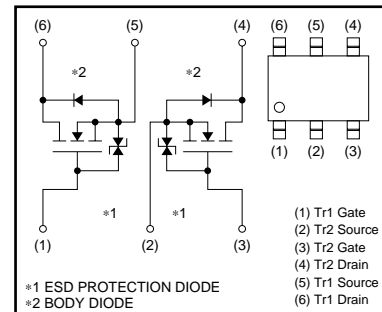 (6) (5) (4) (6) (5) (4)
∗2 ∗2
∗1 ∗1 (1) (2) (3)
(1) (2) (3)
(1) Tr1 Gate
(2) Tr2 Source
(3) Tr2 Gate
(4) Tr2 Drain
(5) Tr1 Source
(6) Tr1 Drain
∗1 ESD PROTECTION DIODE
∗2 BODY DIODE